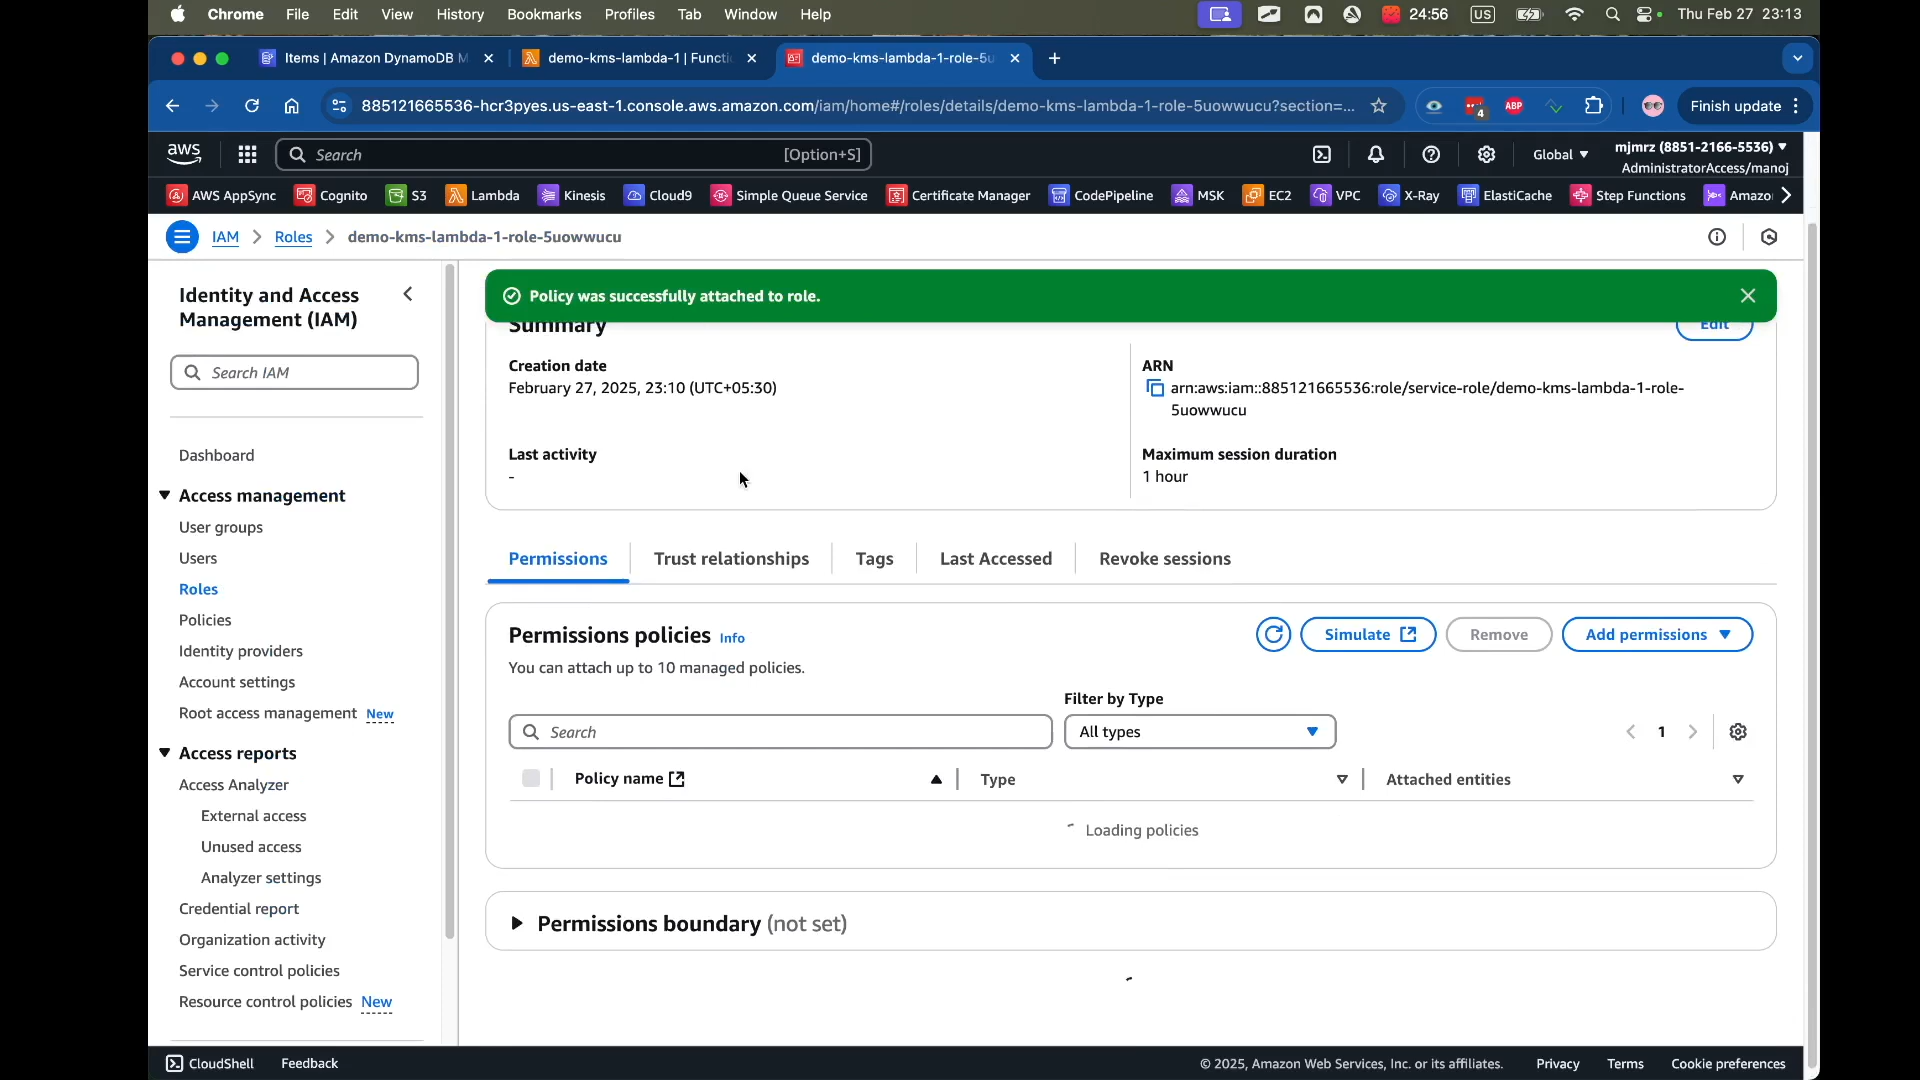 Chrome File Edit View History Bookmarks Profiles Tab Window Help 24:56 US Thu Feb 27 23:13
Items | Amazon DynamoDB M demo-kms-lambda-1 | Functi demo-kms-lambda-1-role-5u
885121665536-hcr3pyes.us-east-1.console.aws.amazon.com/iam/home#/roles/details/demo-kms-lambda-1-role-5uowwucu?section=... 4 ABP Finish update
aws Search [Option+S] Global mjmrz (8851-2166-5536)
AdministratorAccess/manoj
AWS AppSync Cognito S3 Lambda Kinesis Cloud9 Simple Queue Service Certificate Manager CodePipeline MSK EC2 VPC X-Ray ElastiCache Step Functions Amazo
IAM Roles demo-kms-lambda-1-role-5uowwucu
Identity and Access
Management (IAM)
Search IAM
Dashboard
Access management
User groups
Users
Roles
Policies
Identity providers
Account settings
Root access management New
Access reports
Access Analyzer
External access
Unused access
Analyzer settings
Credential report
Organization activity
Service control policies
Resource control policies New
Policy was successfully attached to role.
Summary Edit
Creation date
February 27, 2025, 23:10 (UTC+05:30)
ARN
arn:aws:iam::885121665536:role/service-role/demo-kms-lambda-1-role-
5uowwucu
Last activity
-
Maximum session duration
1 hour
Permissions Trust relationships Tags Last Accessed Revoke sessions
Permissions policies Info Simulate Remove Add permissions
You can attach up to 10 managed policies.
Filter by Type
Search All types 1
Policy name Type Attached entities
Loading policies
Permissions boundary (not set)
CloudShell Feedback © 2025, Amazon Web Services, Inc. or its affiliates. Privacy Terms Cookie preferences